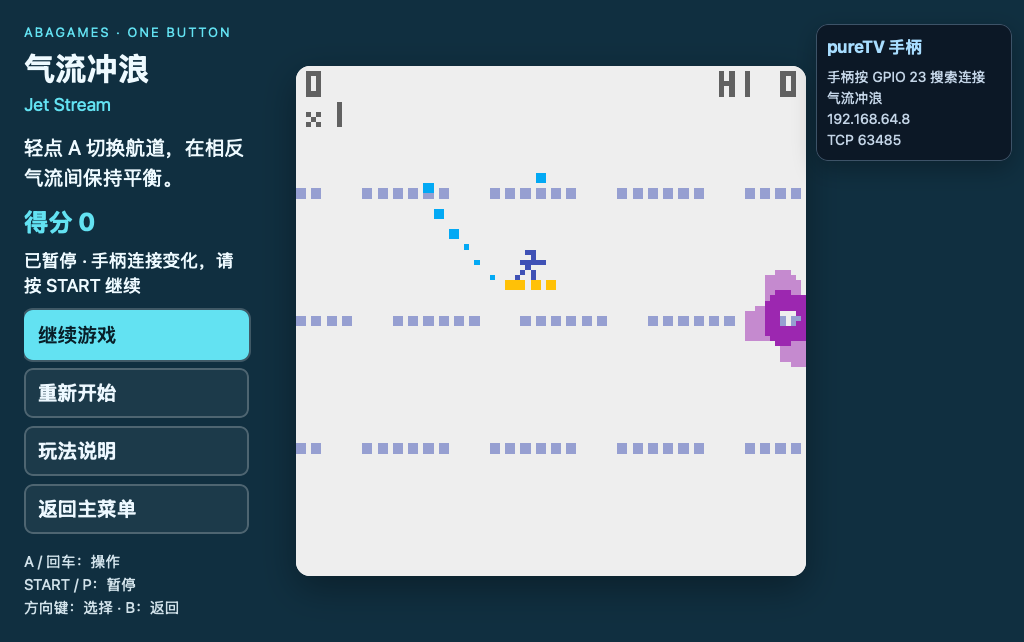 ABAGAMES · ONE BUTTON
气流冲浪
Jet Stream
轻点 A 切换航道，在相反
气流间保持平衡。
得分 0
已暂停 · 手柄连接变化，请
按 START 继续
继续游戏
重新开始
玩法说明
返回主菜单
A / 回车：操作
START / P：暂停
方向键：选择 · B：返回
0
HI 0
x 1
pureTV 手柄
手柄按 GPIO 23 搜索连接
气流冲浪
192.168.64.8
TCP 63485